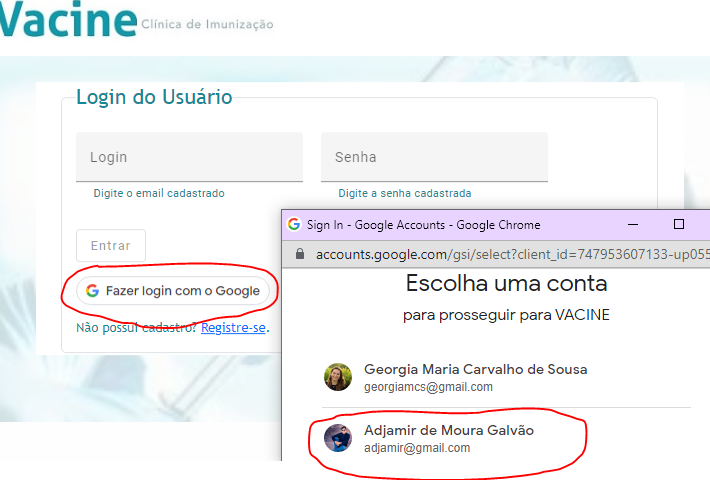 Vacine Clínica de Imunização
Login do Usuário
Login
Senha
Digite o email cadastrado
Digite a senha cadastrada
Entrar
Fazer login com o Google
Não possui cadastro? Registre-se.
Sign In - Google Accounts - Google Chrome
accounts.google.com/gsi/select?client_id=747953607133-up055
Escolha uma conta
para prosseguir para VACINE
Georgia Maria Carvalho de Sousa
georgiamcs@gmail.com
Adjamir de Moura Galvão
adjamir@gmail.com